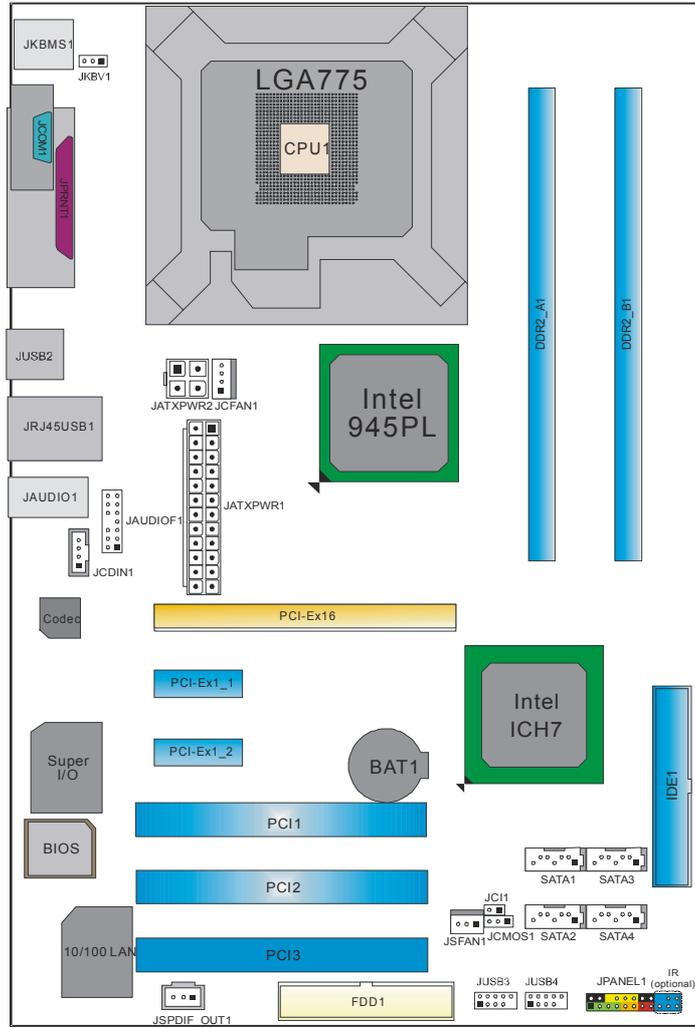 JKBMS1
JKBV1
LGA775
CPU1
JCOM1
JPRNT1
DDR2_A1
DDR2_B1
JUSB2
JATXPWR2
JCFAN1
Intel
945PL
JRJ45USB1
JAUDIO1
JAUDIOF1
JATXPWR1
JCDIN1
Codec
PCI-Ex16
PCI-Ex1_1
Intel
ICH7
PCI-Ex1_2
BAT1
Super
I/O
IDE1
PCI1
BIOS
SATA1
SATA3
PCI2
JCI1
JSFAN1
JCMOS1
SATA2
SATA4
10/100 LAN
PCI3
JUSB3
JUSB4
JPANEL1
IR
(optional)
FDD1
JSPDIF_OUT1